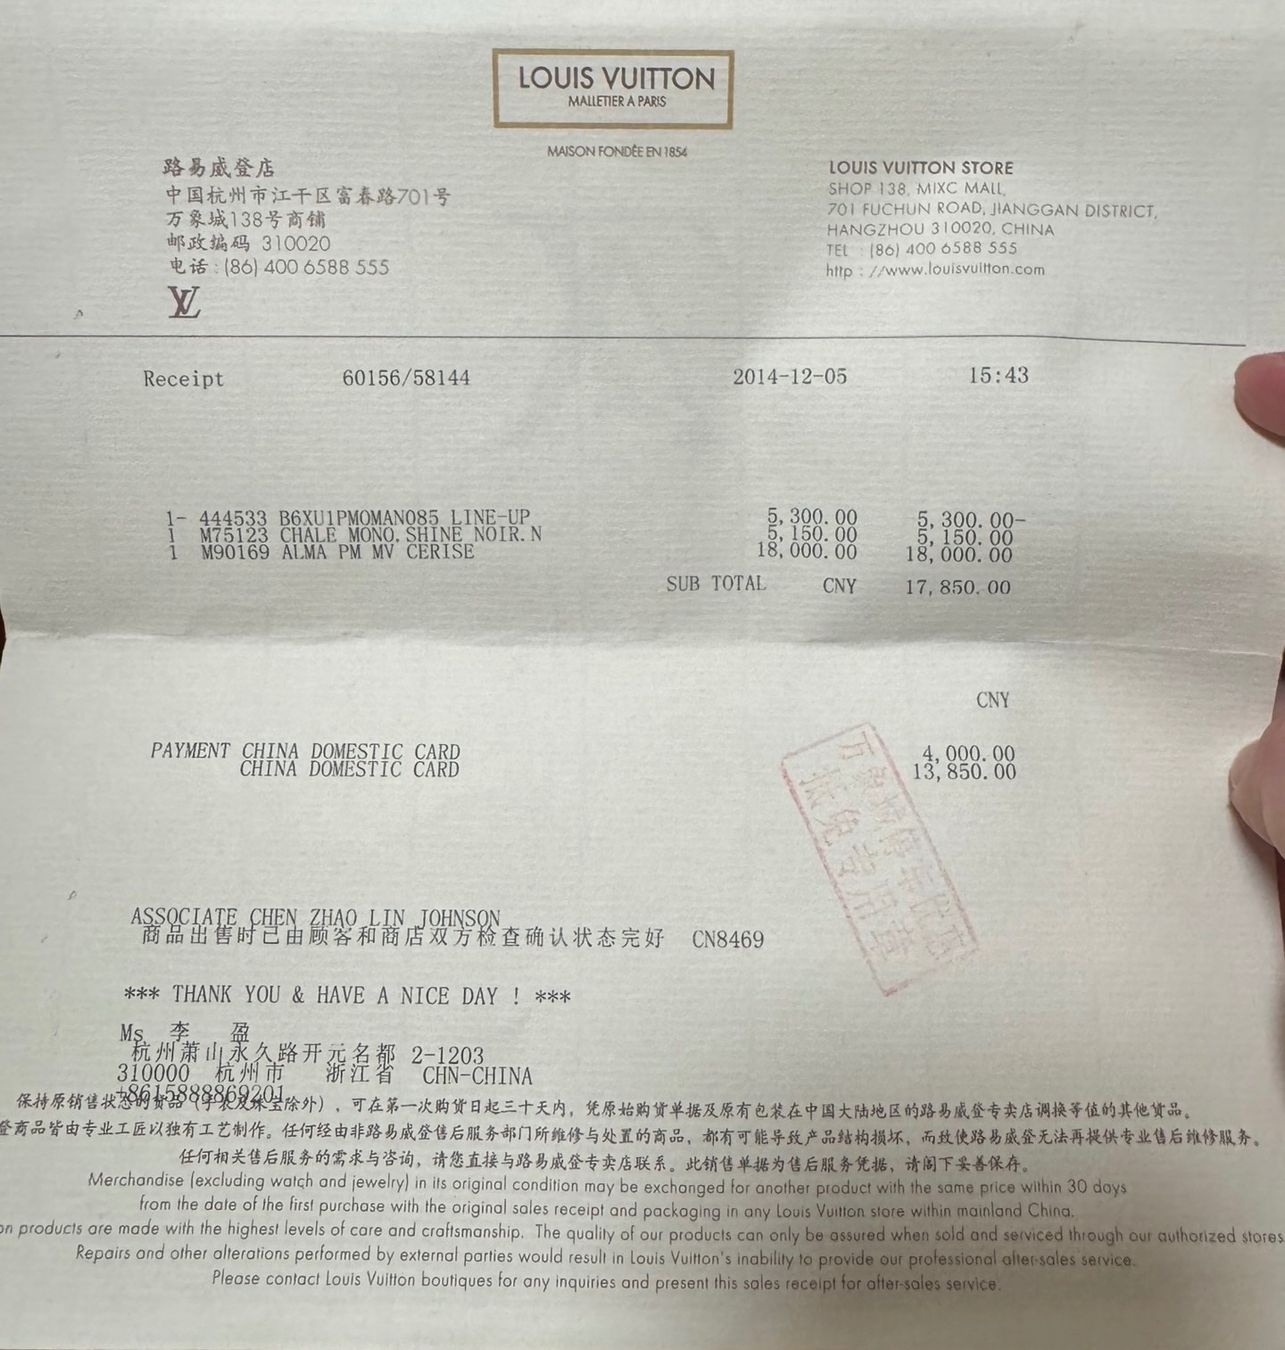 LOUIS VUITTON
MALLETIER A PARIS
MAISON FONDÉE EN 1854
路易威登店
中国杭州市江干区富春路701号
万象城138号商铺
邮政编码 310020
电话 : (86) 400 6588 555
LV
LOUIS VUITTON STORE
SHOP 138, MIXC MALL,
701 FUCHUN ROAD, JIANGGAN DISTRICT,
HANGZHOU 310020, CHINA
TEL : (86) 400 6588 555
http : //www.louisvuitton.com
Receipt 60156/58144 2014-12-05 15:43
1- 444533 B6XU1PMOMANO85 LINE-UP 5,300.00 5,300.00-
1 M75123 CHALE MONO.SHINE NOIR.N 5,150.00 5,150.00
1 M90169 ALMA PM MV CERISE 18,000.00 18,000.00
SUB TOTAL CNY 17,850.00
CNY
PAYMENT CHINA DOMESTIC CARD 4,000.00
CHINA DOMESTIC CARD 13,850.00
ASSOCIATE CHEN ZHAO LIN JOHNSON
商品出售时已由顾客和商店双方检查确认状态完好 CN8469
*** THANK YOU & HAVE A NICE DAY ! ***
Ms 李 盈
杭州萧山永久路开元名都 2-1203
310000 杭州市 浙江省 CHN-CHINA
+8615888869201
保持原销售状态的货品（手表及珠宝除外），可在第一次购货日起三十天内，凭原始购货单据及原有包装在中国大陆地区的路易威登专卖店调换等值的其他货品。
登商品皆由专业工匠以独有工艺制作。任何经由非路易威登售后服务部门所维修与处置的商品，都有可能导致产品结构损坏，而致使路易威登无法再提供专业售后维修服务。
任何相关售后服务的需求与咨询，请您直接与路易威登专卖店联系。此销售单据为售后服务凭据，请阁下妥善保存。
Merchandise (excluding watch and jewelry) in its original condition may be exchanged for another product with the same price within 30 days
from the date of the first purchase with the original sales receipt and packaging in any Louis Vuitton store within mainland China.
on products are made with the highest levels of care and craftsmanship. The quality of our products can only be assured when sold and serviced through our authorized stores
Repairs and other alterations performed by external parties would result in Louis Vuitton's inability to provide our professional after-sales service.
Please contact Louis Vuitton boutiques for any inquiries and present this sales receipt for after-sales service.